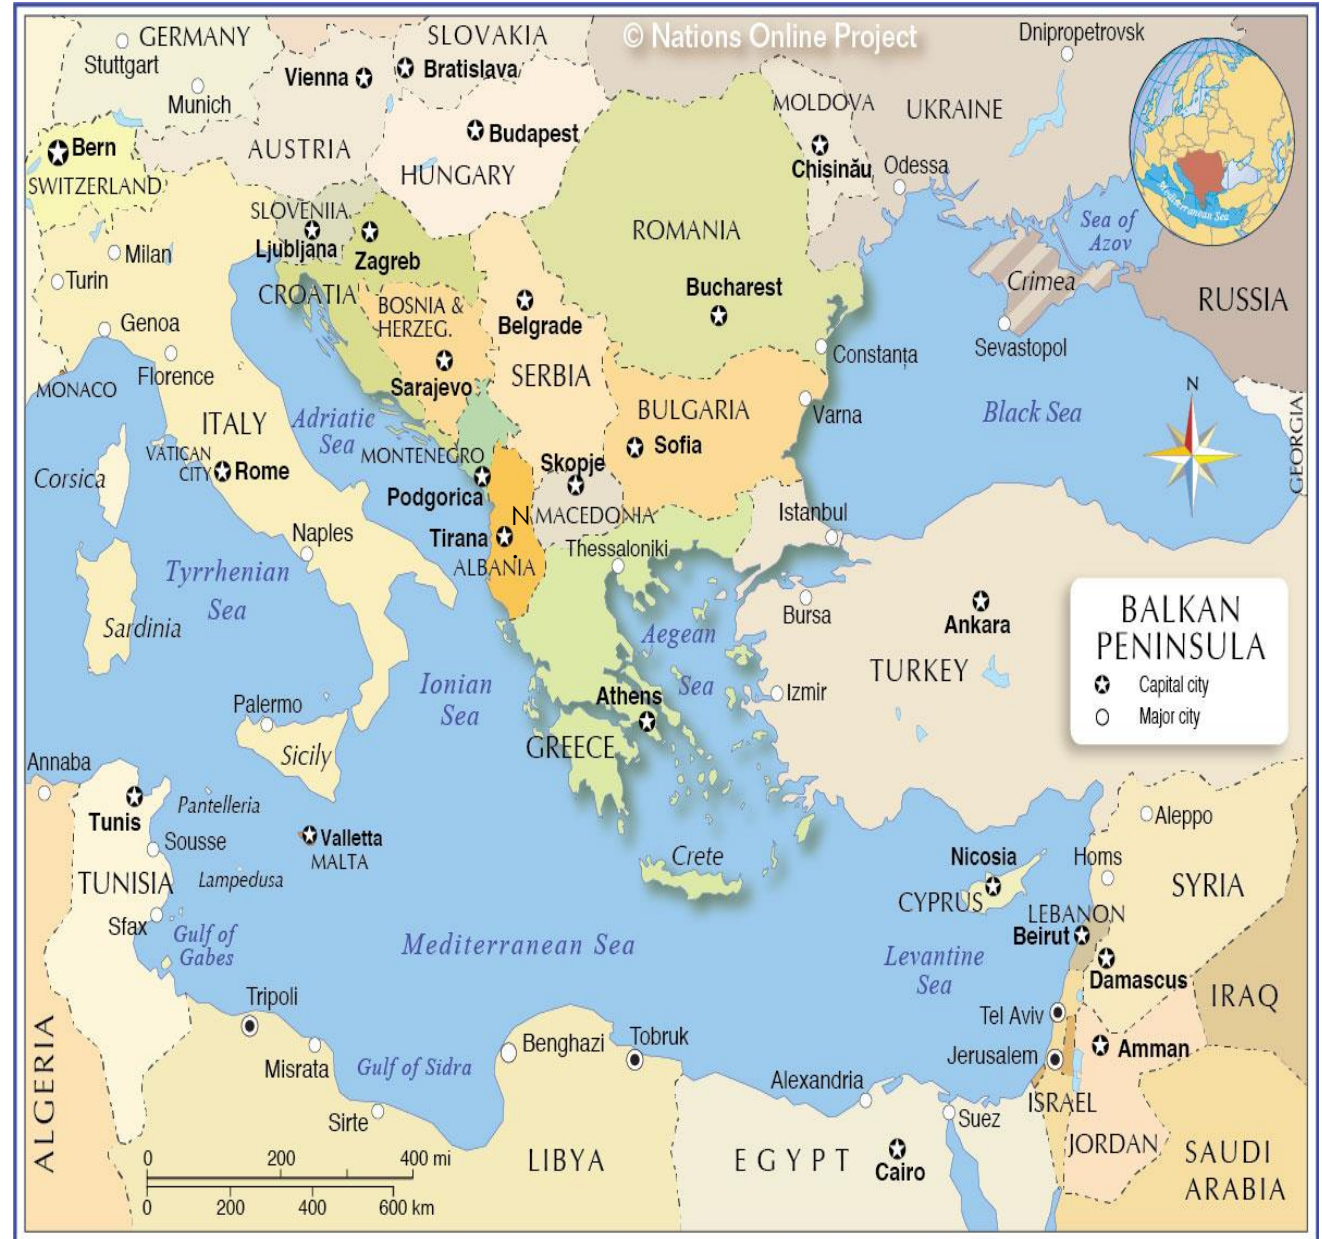 GERMANY
Stuttgart
Munich
SLOVAKIA
Vienna
Bratislava
© Nations Online Project
Dnipropetrovsk
MOLDOVA
UKRAINE
Bern
SWITZERLAND
AUSTRIA
Budapest
HUNGARY
Chişinău
Odessa
Mediterranean Sea
SLOVENIIA
Ljubljana
Zagreb
ROMANIA
Sea of
Azov
Milan
Turin
CROATIA
BOSNIA &
HERZEG.
Belgrade
Bucharest
Crimea
RUSSIA
Genoa
Florence
MONACO
Sarajevo
SERBIA
Constanța
Sevastopol
ITALY
Adriatic
Sea
BULGARIA
Varna
Black Sea
N
GEORGIA
VATICAN
CITY
Rome
Corsica
MONTENEGRO
Podgorica
Skopje
Sofia
Naples
Tirana
N.
MACEDONIA
Istanbul
ALBANIA
Thessaloniki
Tyrrhenian
Sea
Sardinia
Bursa
Ankara
BALKAN
PENINSULA
Capital city
Major city
Aegean
Sea
TURKEY
Ionian
Sea
Athens
Izmir
Palermo
Sicily
GREECE
Annaba
Tunis
Pantelleria
Valletta
MALTA
Sousse
Aleppo
Crete
Nicosia
CYPRUS
Homs
SYRIA
TUNISIA
Lampedusa
Sfax
LEBANON
Beirut
Gulf of
Gabes
Mediterranean Sea
Levantine
Sea
Damascus
IRAQ
Tripoli
Tel Aviv
Misrata
Gulf of Sidra
Benghazi
Tobruk
Jerusalem
Amman
ALGERIA
Sirte
Alexandria
Suez
ISRAEL
JORDAN
0 200 400 mi
0 200 400 600 km
LIBYA
EGYPT
Cairo
SAUDI
ARABIA